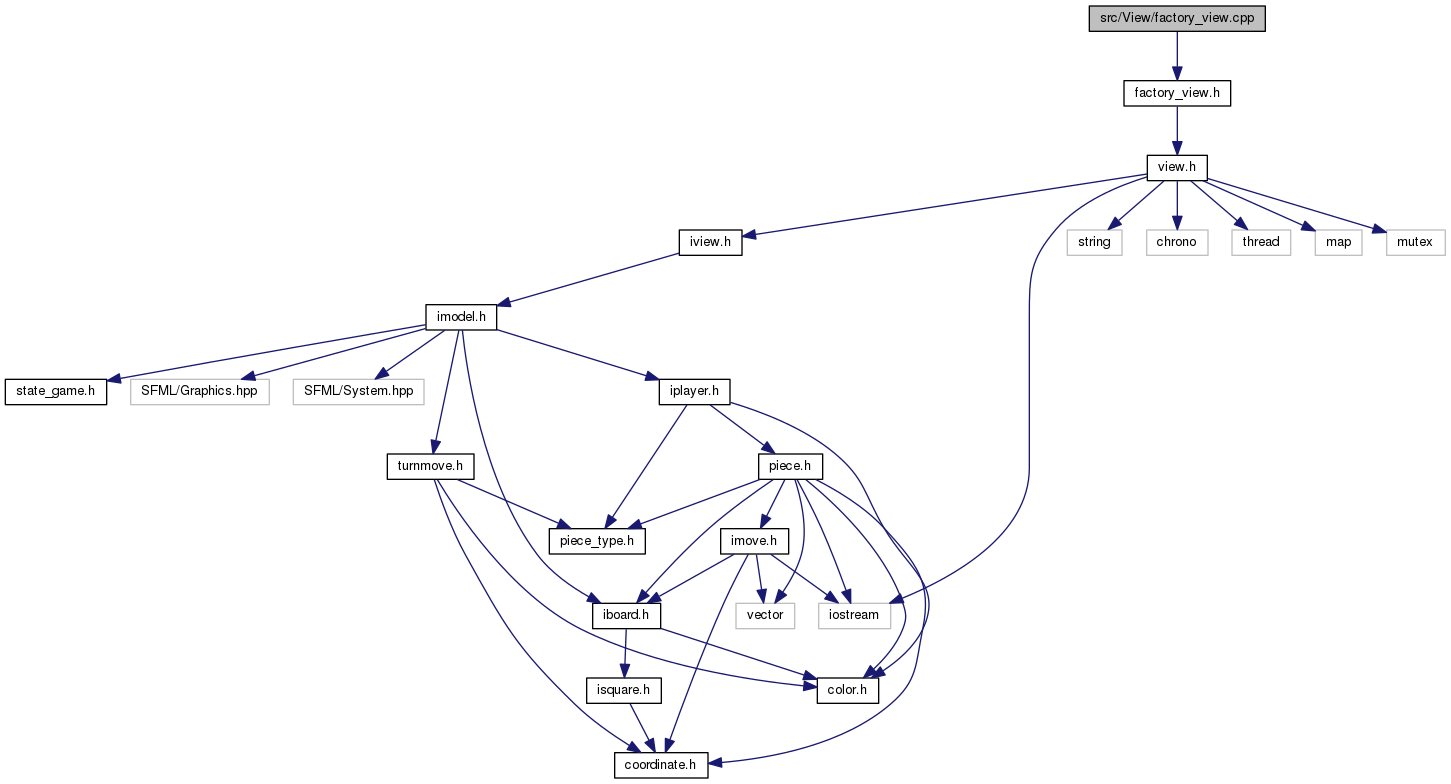 src/View/factory_view.cpp
factory_view.h
view.h
iview.h
string
chrono
thread
map
mutex
imodel.h
state_game.h
SFML/Graphics.hpp
SFML/System.hpp
iplayer.h
turnmove.h
piece.h
piece_type.h
imove.h
iboard.h
vector
iostream
isquare.h
color.h
coordinate.h